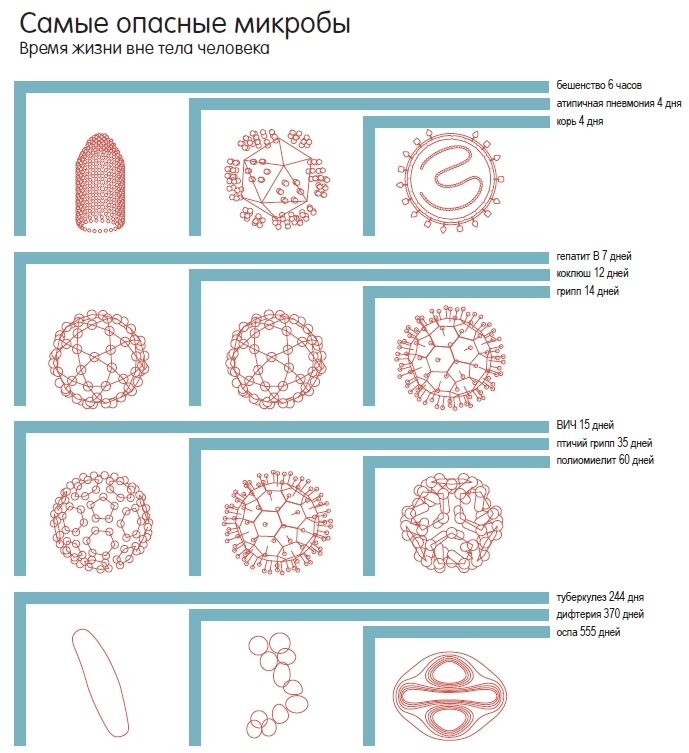 Самые опасные микробы
Время жизни вне тела человека
бешенство 6 часов
атипичная пневмония 4 дня
корь 4 дня
гепатит В 7 дней
коклюш 12 дней
грипп 14 дней
ВИЧ 15 дней
птичий грипп 35 дней
полиомиелит 60 дней
туберкулез 244 дня
дифтерия 370 дней
оспа 555 дней